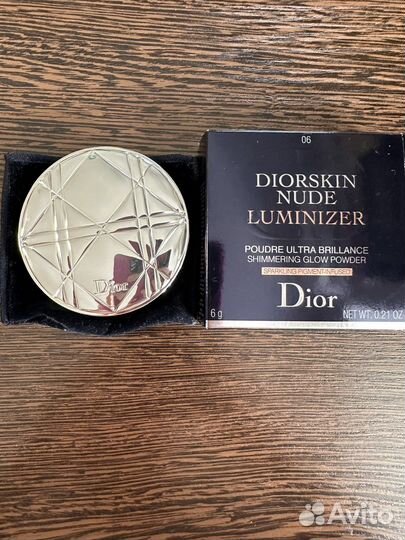 Dior
06
DIORSKIN
NUDE
LUMINIZER
POUDRE ULTRA BRILLANCE
SHIMMERING GLOW POWDER
SPARKLING PIGMENT-INFUSED
Dior
6 g NET WT. 0.21 OZ
Avito